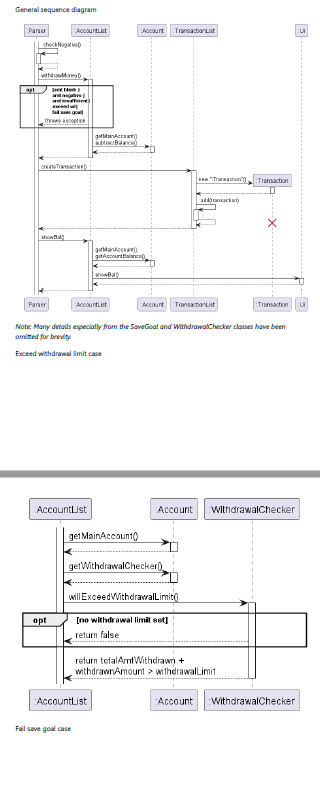 General sequence diagram
:Parser :AccountList :Account :TransactionList :Ui
checkNegative()
withdrawMoney()
opt [amt blank |
amt negative |
amt insufficient |
exceed wl |
fail save goal]
throws exception
getMainAccount().
subtractBalance()
createTransaction()
new ":Transaction"()
:Transaction
add(transaction)
showBal()
getMainAccount().
getAccountBalance()
showBal()
:Parser :AccountList :Account :TransactionList :Transaction :Ui
Note: Many details especially from the SaveGoal and WithdrawalChecker classes have been
omitted for brevity.
Exceed withdrawal limit case
:AccountList :Account :WithdrawalChecker
getMainAccount()
getWithdrawalChecker()
willExceedWithdrawalLimit()
opt [no withdrawal limit set]
return false
return totalAmtWithdrawn +
withdrawnAmount > withdrawalLimit
:AccountList :Account :WithdrawalChecker
Fail save goal case